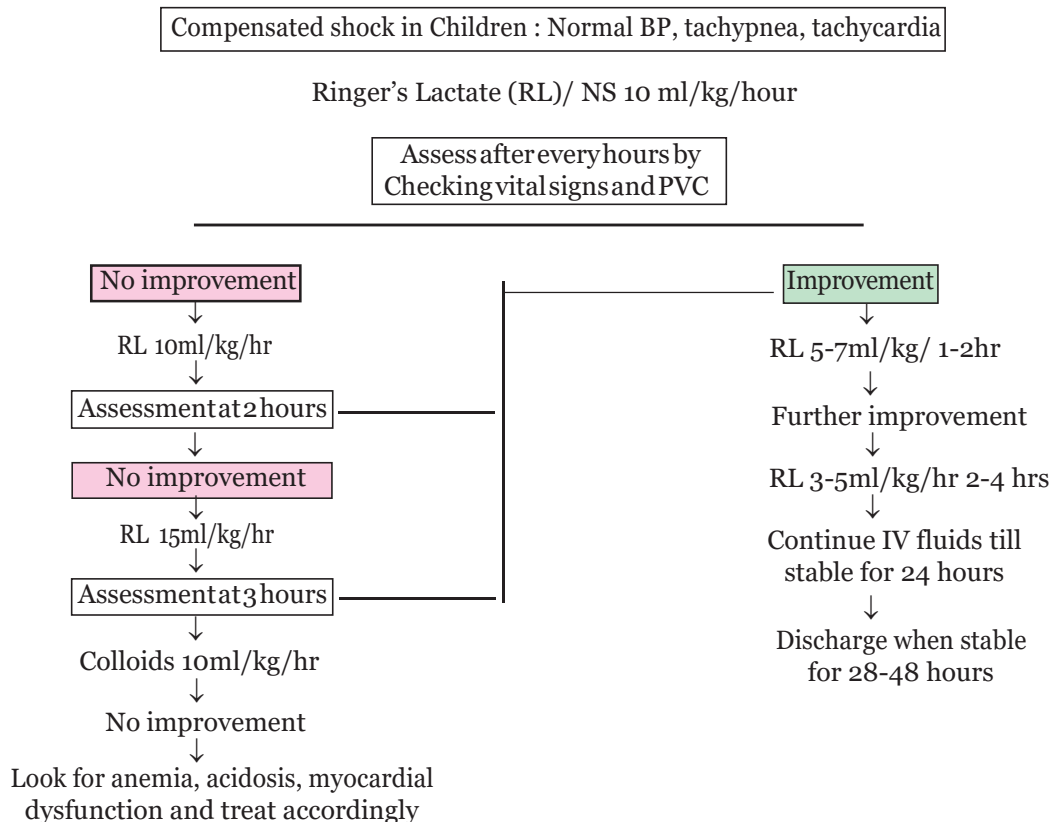 Compensated shock in Children : Normal BP, tachypnea, tachycardia
Ringer's Lactate (RL)/ NS 10 ml/kg/hour
Assess after every hours by
Checking vital signs and PVC
No improvement
RL 10ml/kg/hr
Assessment at 2 hours
No improvement
RL 15ml/kg/hr
Assessment at 3 hours
Colloids 10ml/kg/hr
No improvement
Look for anemia, acidosis, myocardial
dysfunction and treat accordingly
Improvement
RL 5-7ml/kg/ 1-2hr
Further improvement
RL 3-5ml/kg/hr 2-4 hrs
Continue IV fluids till
stable for 24 hours
Discharge when stable
for 28-48 hours